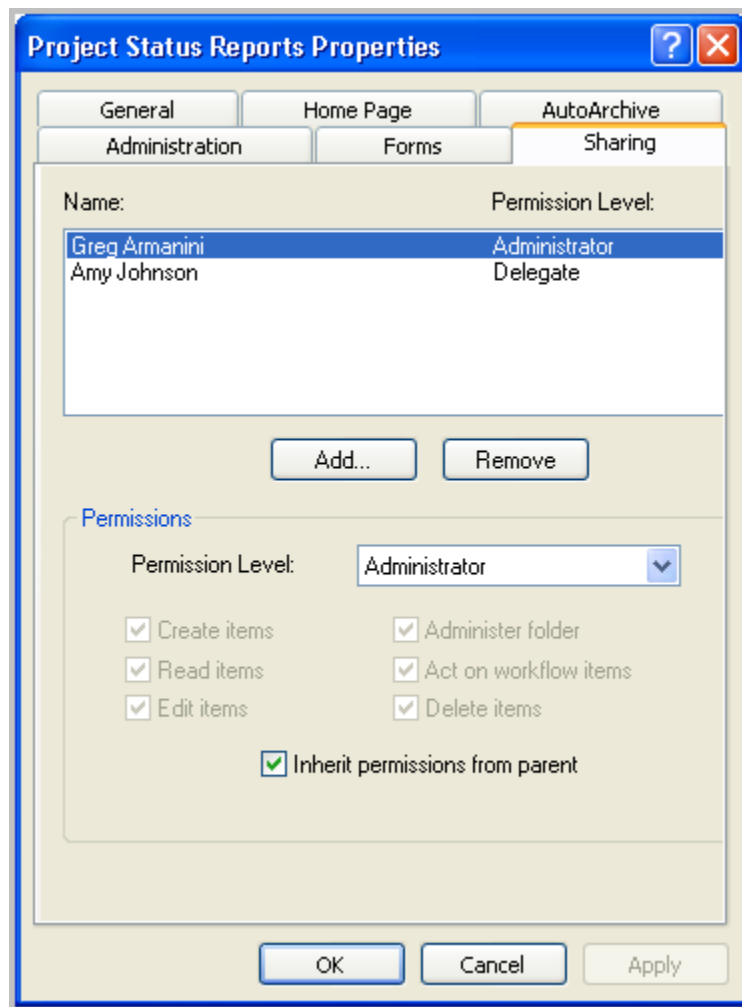 Project Status Reports Properties
General Home Page AutoArchive
Administration Forms Sharing
Name: Permission Level:
Greg Armanini Administrator
Amy Johnson Delegate
Add... Remove
Permissions
Permission Level: Administrator
Create items Administer folder
Read items Act on workflow items
Edit items Delete items
Inherit permissions from parent
OK Cancel Apply